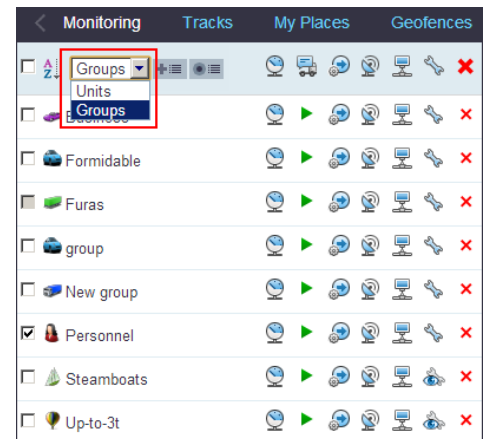 Monitoring Tracks My Places Geofences
A Z Groups
Units
Groups
Formidable
Furas
group
New group
Personnel
Steamboats
Up-to-3t